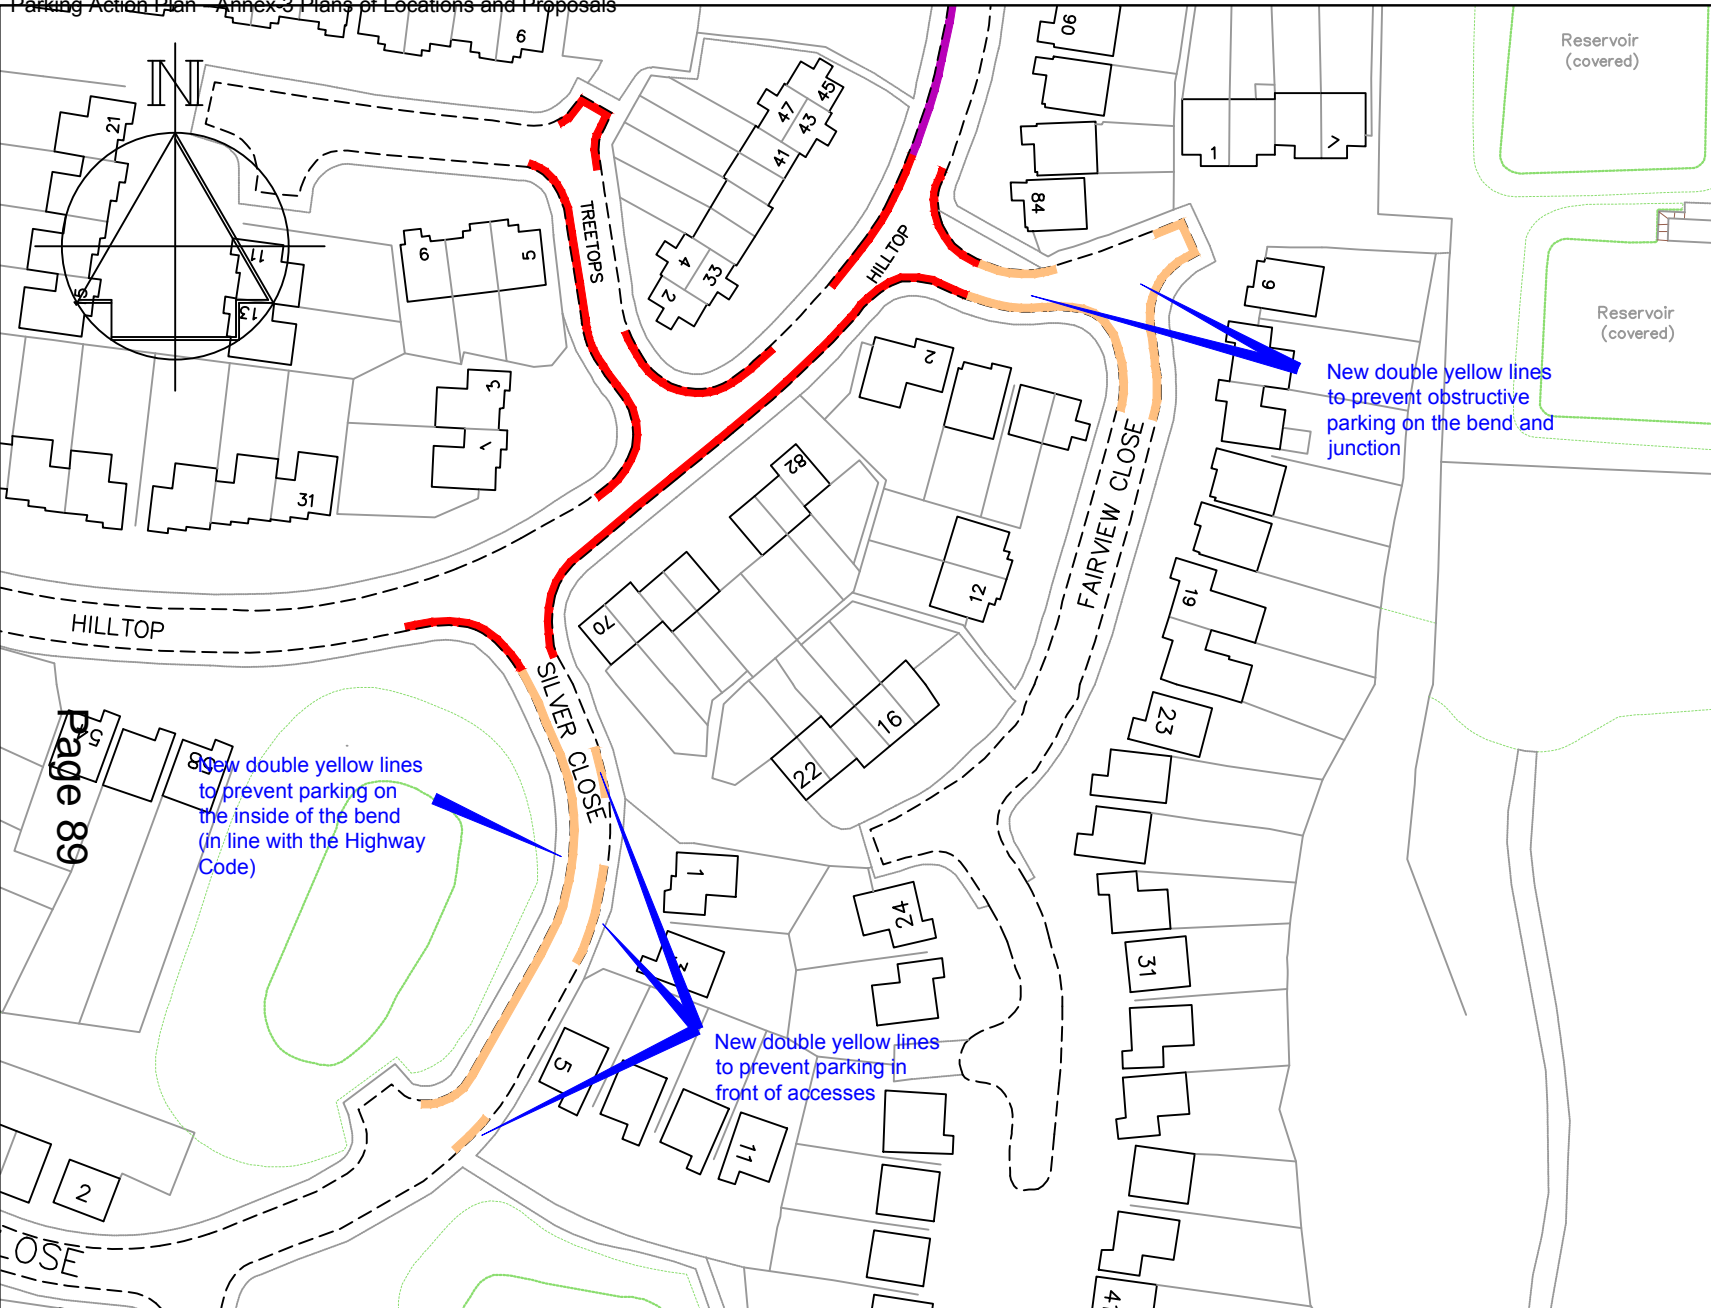 Parking Action Plan - Annex-3 Plans of Locations and Proposals
N
6
90
Reservoir
(covered)
45
47
43
41
21
1
7
84
TREETOPS
HILLTOP
11
9
13
6
5
4
33
2
9
Reservoir
(covered)
New double yellow lines
to prevent obstructive
parking on the bend and
junction
2
3
1
82
31
FAIRVIEW CLOSE
12
19
70
HILLTOP
SILVER CLOSE
23
16
22
54
58
Page 89
New double yellow lines
to prevent parking on
the inside of the bend
(in line with the Highway
Code)
1
24
3
31
New double yellow lines
to prevent parking in
front of accesses
5
11
2
LOSE